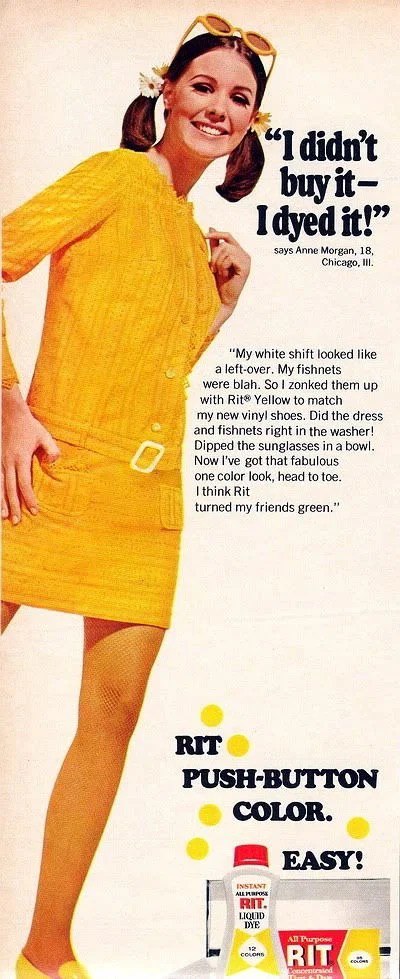 “I didn’t
buy it—
I dyed it!”
says Anne Morgan, 18,
Chicago, Ill.
“My white shift looked like
a left-over. My fishnets
were blah. So I zonked them up
with Rit® Yellow to match
my new vinyl shoes. Did the dress
and fishnets right in the washer!
Dipped the sunglasses in a bowl.
Now I’ve got that fabulous
one color look, head to toe.
I think Rit
turned my friends green.”
RIT
PUSH-BUTTON
COLOR.
EASY!
INSTANT
ALL PURPOSE
RIT.
LIQUID
DYE
12
COLORS
All Purpose
RIT
Concentrated
COLORS